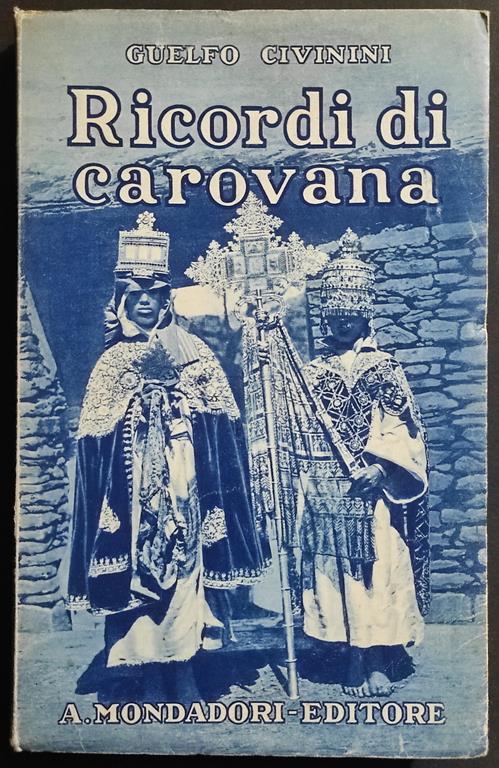 GUELFO CIVININI
Ricordi di
carovana
A. MONDADORI-EDITORE